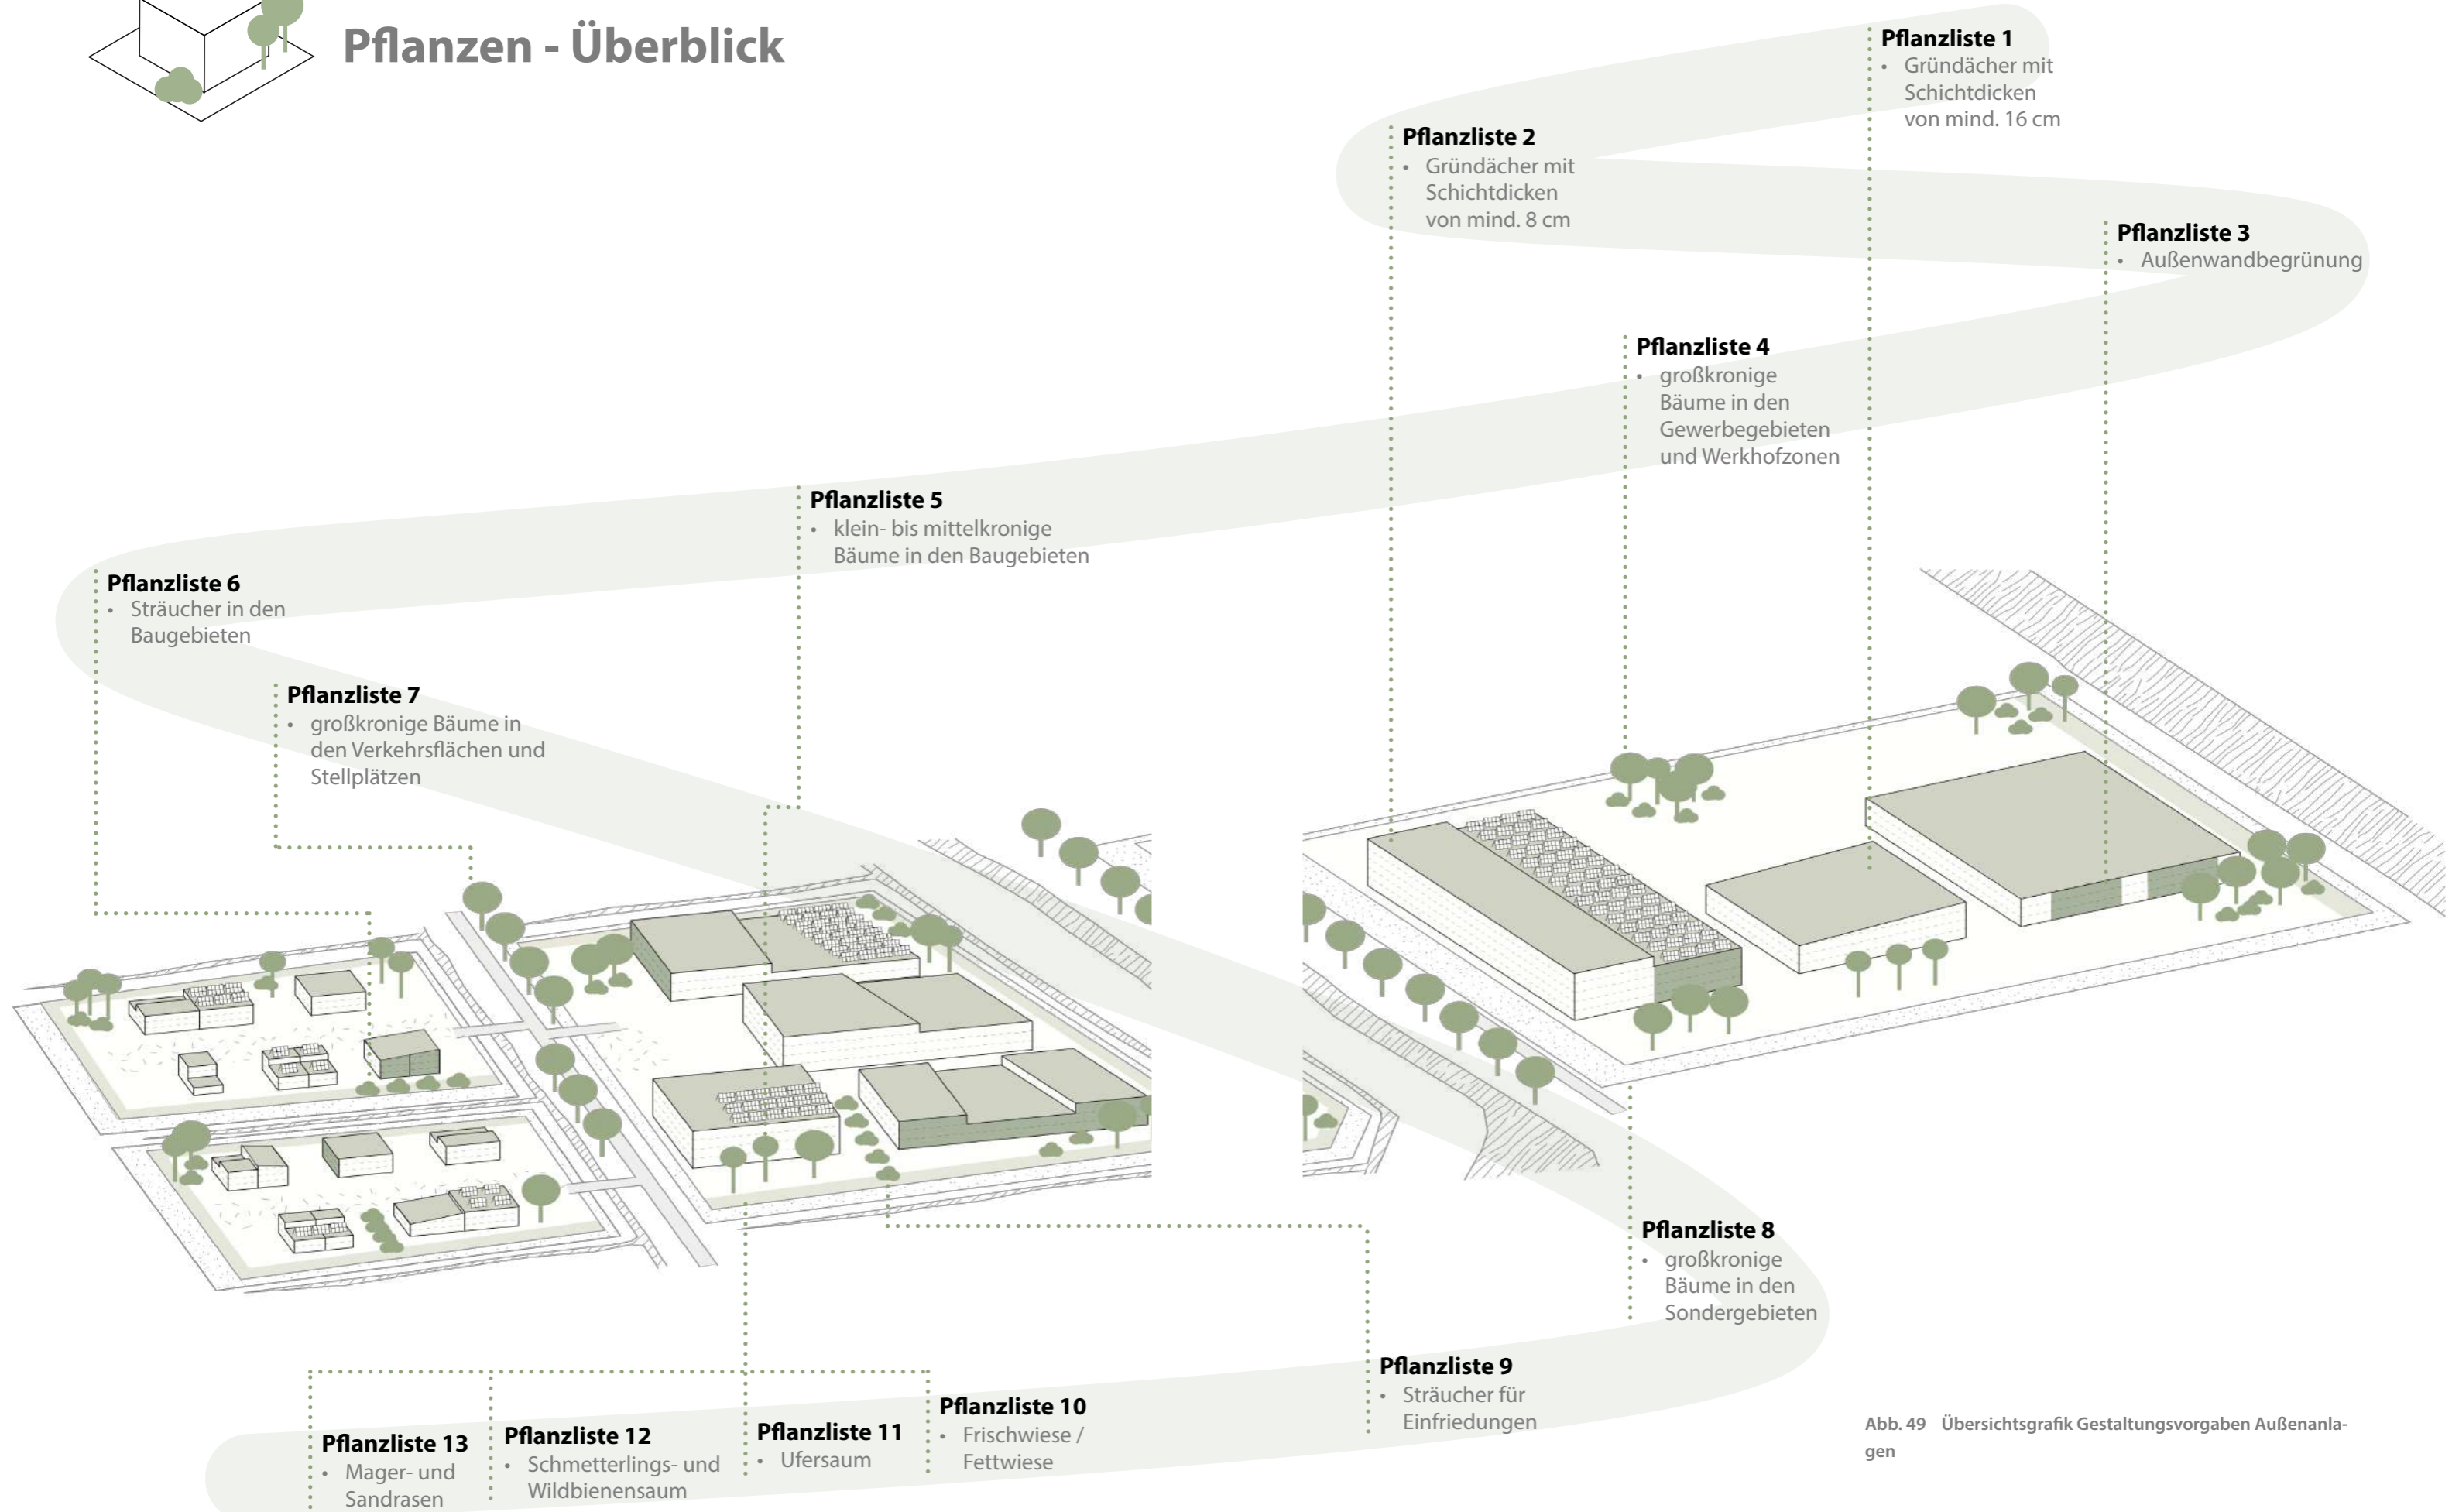 Pflanzen - Überblick
Pflanzliste 1
• Gründächer mit
Schichtdicken
von mind. 16 cm
Pflanzliste 2
• Gründächer mit
Schichtdicken
von mind. 8 cm
Pflanzliste 3
• Außenwandbegrünung
Pflanzliste 4
• großkronige
Bäume in den
Gewerbegebieten
und Werkhofzonen
Pflanzliste 5
• klein- bis mittelkronige
Bäume in den Baugebieten
Pflanzliste 6
• Sträucher in den
Baugebieten
Pflanzliste 7
• großkronige Bäume in
den Verkehrsflächen und
Stellplätzen
Pflanzliste 8
• großkronige
Bäume in den
Sondergebieten
Pflanzliste 9
• Sträucher für
Einfriedungen
Pflanzliste 10
• Frischwiese /
Fettwiese
Pflanzliste 11
• Ufersaum
Pflanzliste 12
• Schmetterlings- und
Wildbienensaum
Pflanzliste 13
• Mager- und
Sandrasen
Abb. 49 Übersichtsgrafik Gestaltungsvorgaben Außenanla-
gen